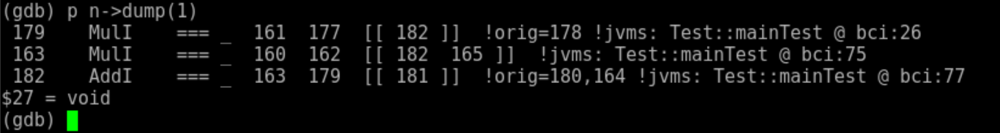 (gdb) p n->dump(1)
 179    MulI    === _  161  177  [[ 182 ]]  !orig=178 !jvms: Test::mainTest @ bci:26
 163    MulI    === _  160  162  [[ 182  165 ]]  !jvms: Test::mainTest @ bci:75
 182    AddI    === _  163  179  [[ 181 ]]  !orig=180,164 !jvms: Test::mainTest @ bci:77
$27 = void
(gdb)